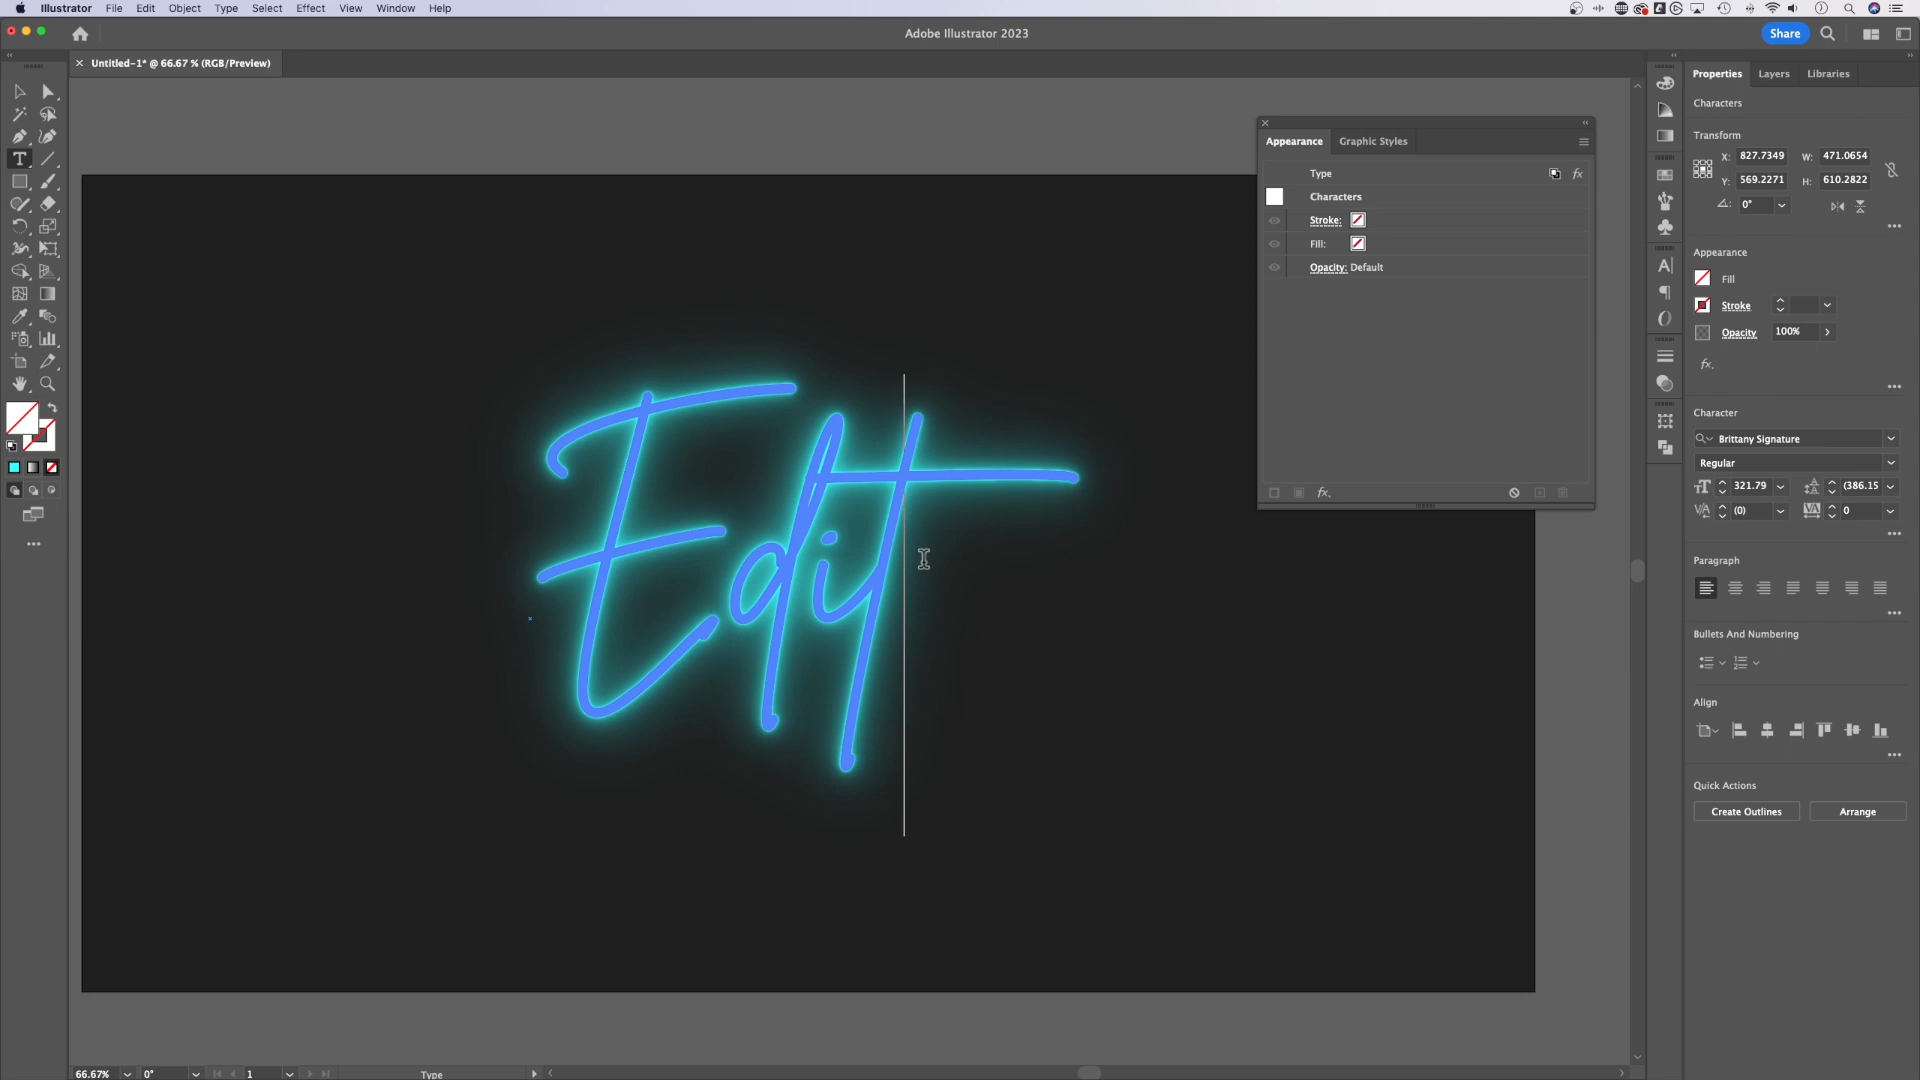 Illustrator File Edit Object Type Select Effect View Window Help
Adobe Illustrator 2023
Share
× Untitled-1* @ 66.67 % (RGB/Preview)
Properties Layers Libraries
Characters
Transform
X: 827.7349 W: 471.0654
Y: 569.2271 H: 610.2822
0°
Appearance
Fill
Stroke
Opacity 100%
fx.
Character
Brittany Signature
Regular
321.79 (386.15
(0) 0
Paragraph
Bullets And Numbering
Align
Quick Actions
Create Outlines Arrange
Appearance Graphic Styles
Type fx
Characters
Stroke:
Fill:
Opacity: Default
fx.
Edit
66.67% 0° 1 Type